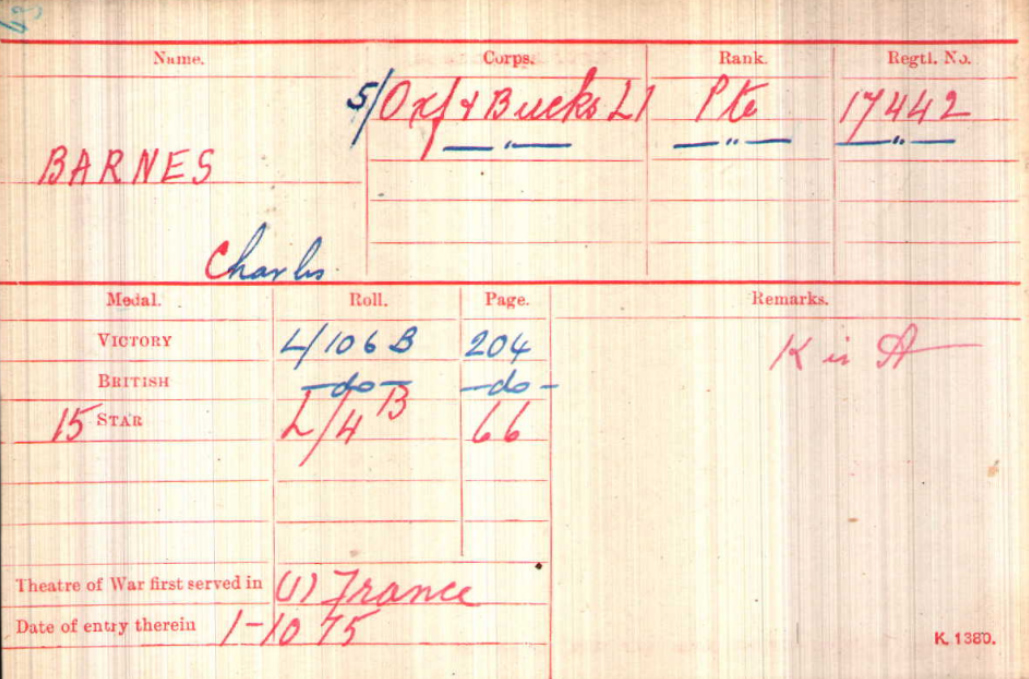 Name. Corps. Rank. Regtl. No.
5/Oxf & Bucks LI Pte 17442
— " — — " — — " —
BARNES
Charles
Medal. Roll. Page. Remarks.
VICTORY L/106 B 204 K in A
BRITISH —do— —do—
15 STAR L/4 B 66
Theatre of War first served in (1) France
Date of entry therein 1-10 15
K. 1380.